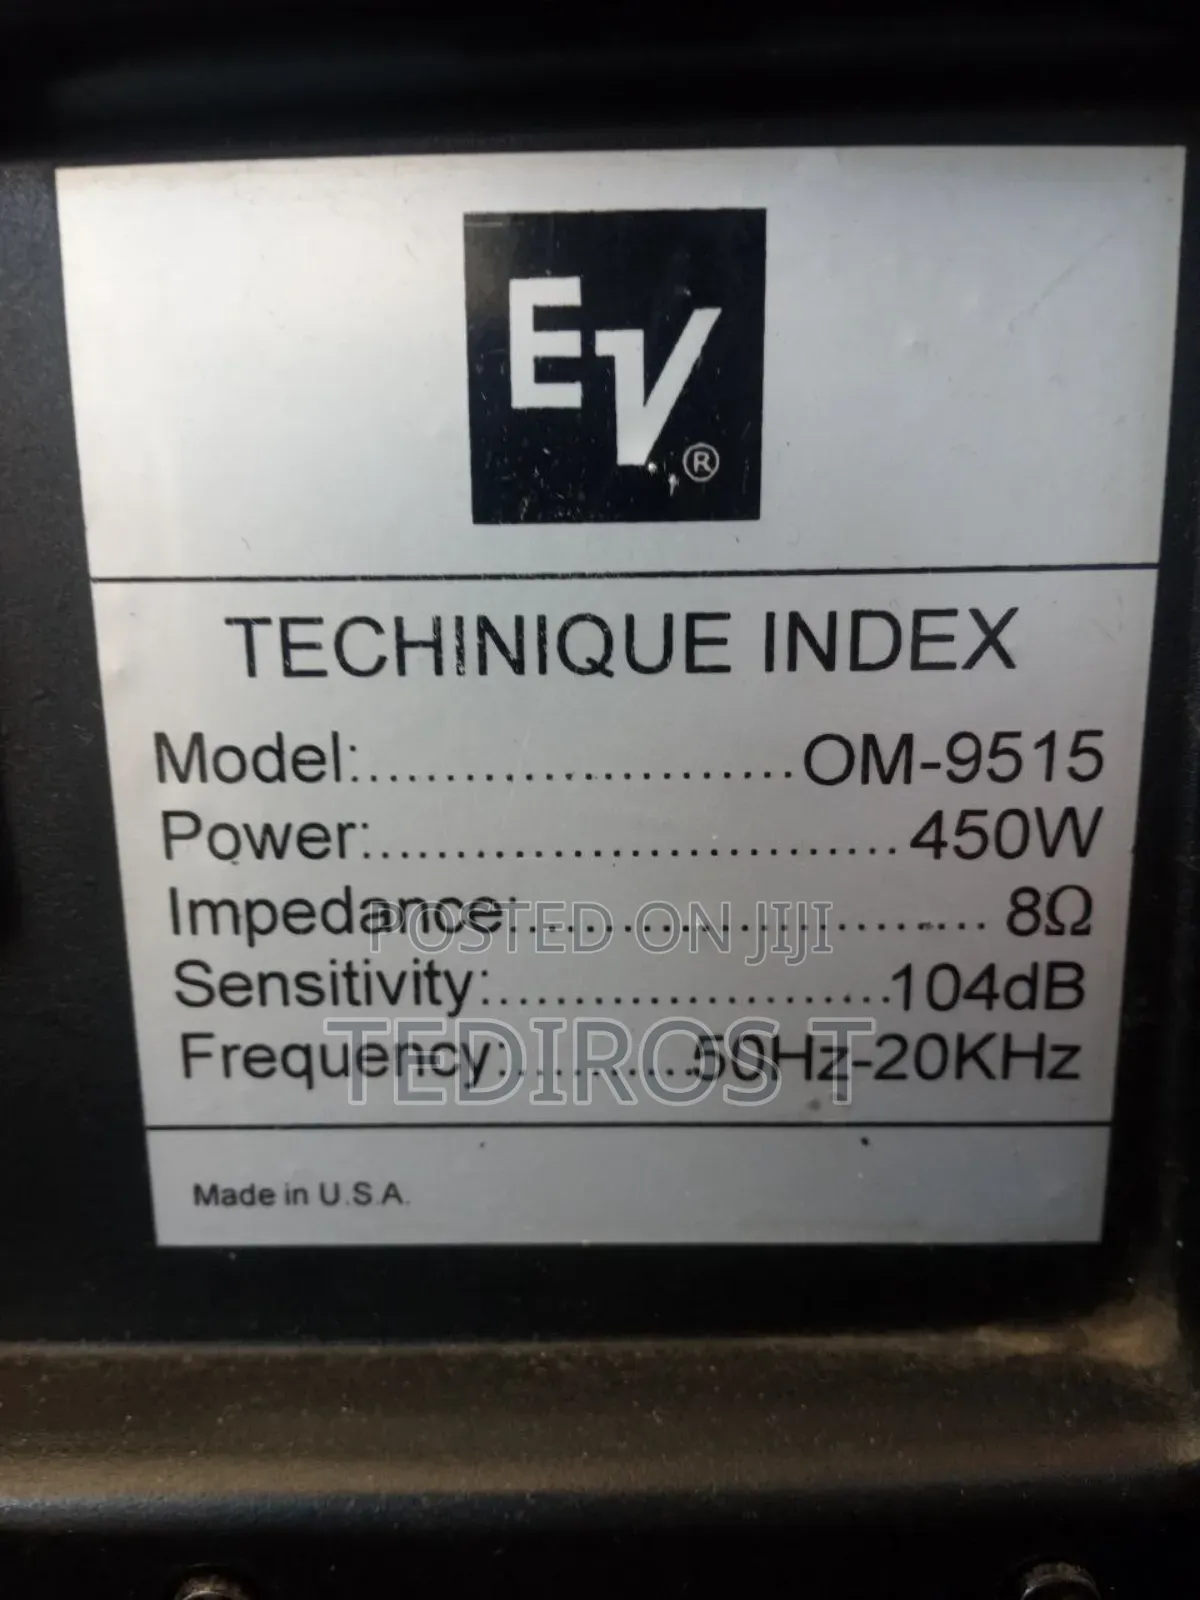 EV®
TECHINIQUE INDEX
Model:........................OM-9515
Power:..............................450W
Impedance:......................... 8Ω
POSTED ON JIJI
Sensitivity:.......................104dB
TEDIROS T
Frequency:............50Hz-20KHz
Made in U.S.A.